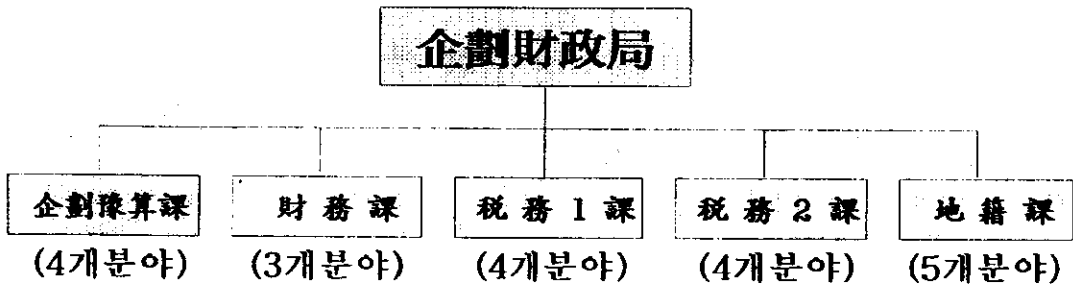 企劃財政局
企劃豫算課 財務課 税務1課 税務2課 地籍課
(4개분야) (3개분야) (4개분야) (4개분야) (5개분야)